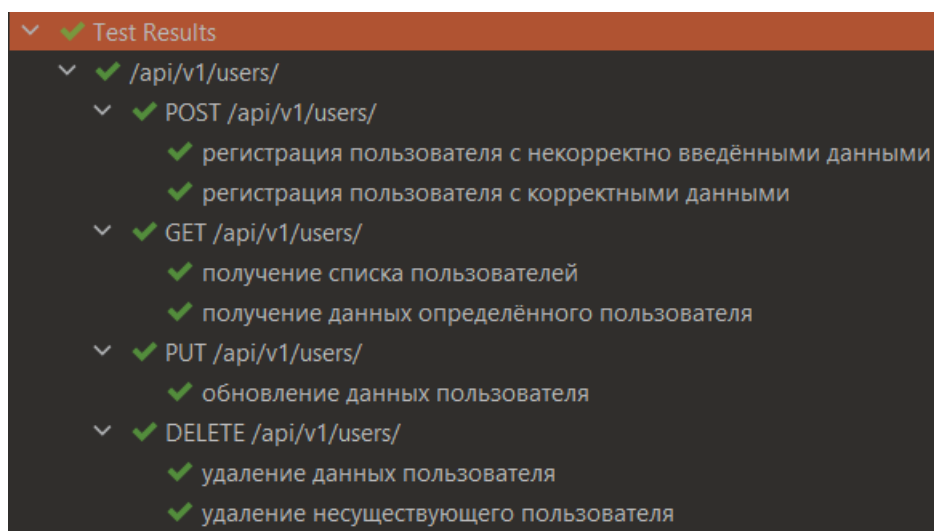 Test Results
/api/v1/users/
POST /api/v1/users/
регистрация пользователя с некорректно введёнными данными
регистрация пользователя с корректными данными
GET /api/v1/users/
получение списка пользователей
получение данных определённого пользователя
PUT /api/v1/users/
обновление данных пользователя
DELETE /api/v1/users/
удаление данных пользователя
удаление несуществующего пользователя